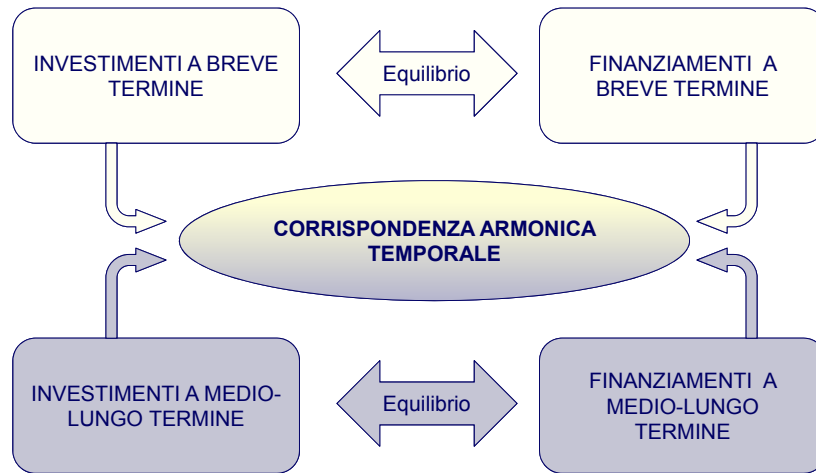 INVESTIMENTI A BREVE
TERMINE
Equilibrio
FINANZIAMENTI A
BREVE TERMINE
CORRISPONDENZA ARMONICA
TEMPORALE
INVESTIMENTI A MEDIO-
LUNGO TERMINE
Equilibrio
FINANZIAMENTI A
MEDIO-LUNGO
TERMINE